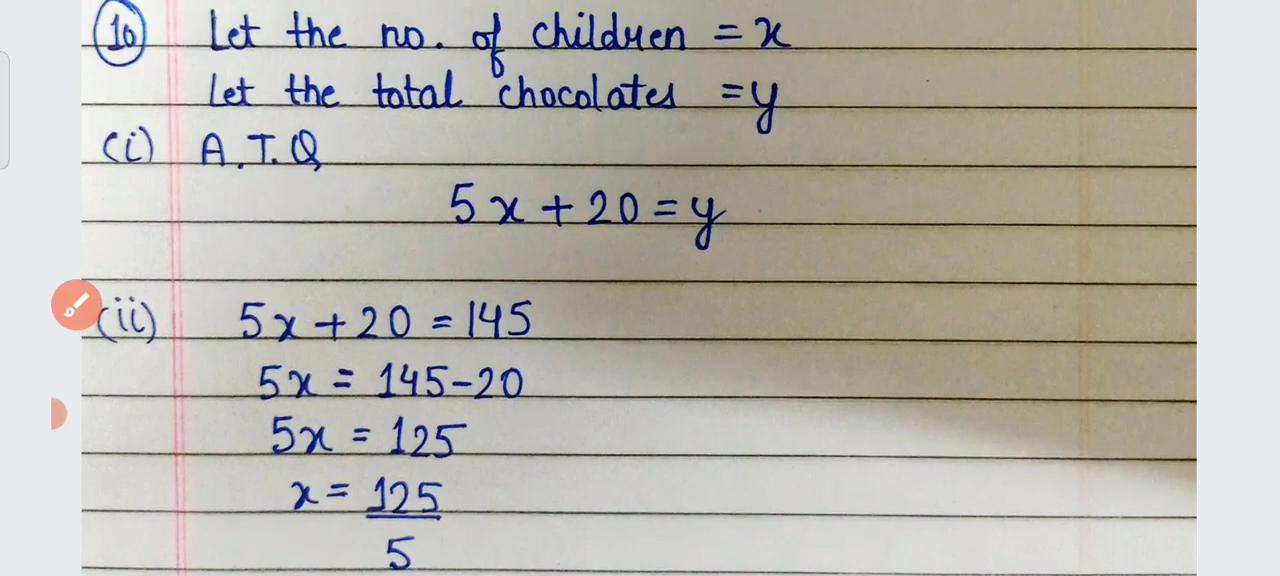 10 Let the no. of children = x
Let the total chocolates = y
(i) A.T.Q
5x + 20 = y
(ii) 5x + 20 = 145
5x = 145 - 20
5x = 125
x = 125
5